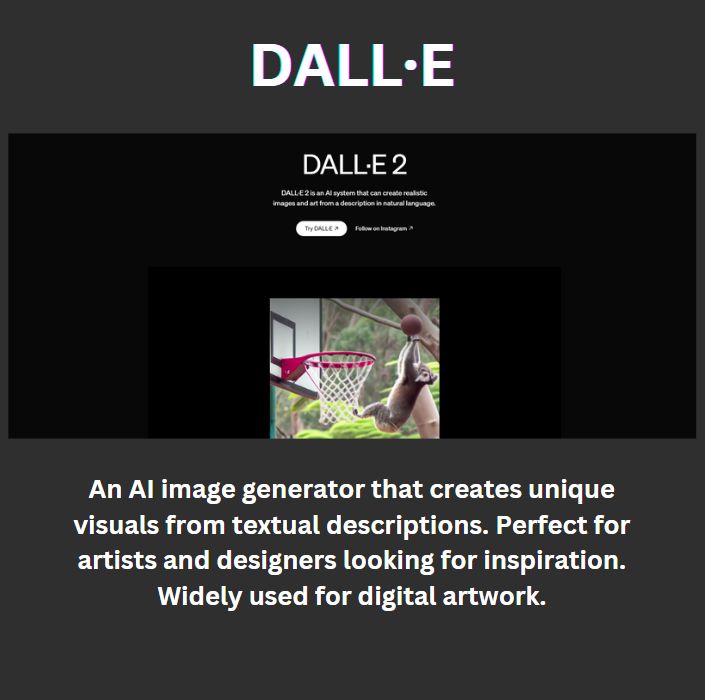 DALL·E
DALL·E 2
DALL·E 2 is an AI system that can create realistic
images and art from a description in natural language.
Try DALL·E ↗ Follow on Instagram ↗
An AI image generator that creates unique
visuals from textual descriptions. Perfect for
artists and designers looking for inspiration.
Widely used for digital artwork.